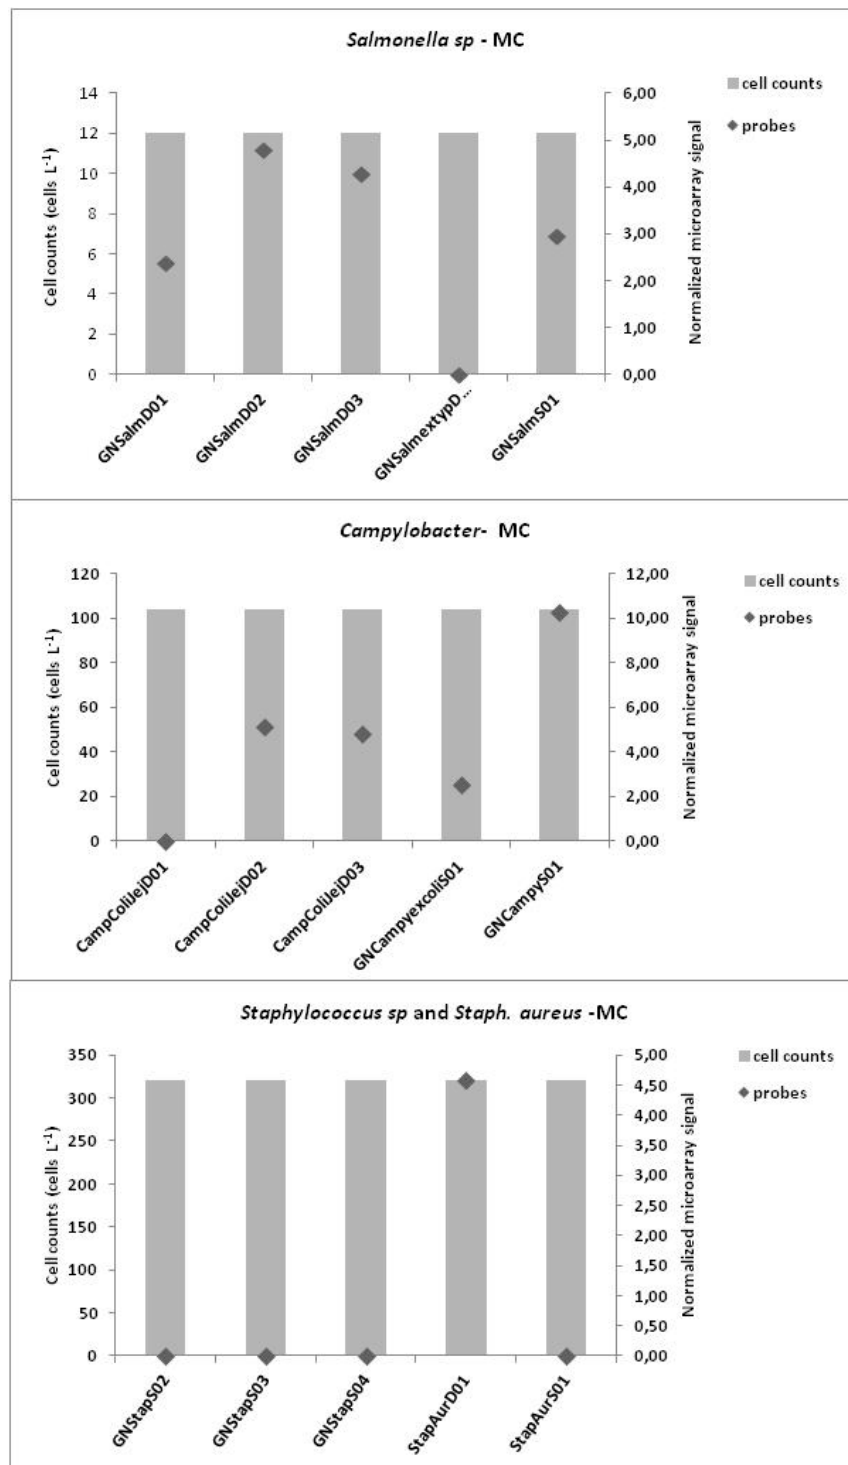 Salmonella sp - MC
cell counts
probes
Cell counts (cells L-1)
14
12
10
8
6
4
2
0
6,00
5,00
4,00
3,00
2,00
1,00
0,00
Normalized microarray signal
GNSalmD01
GNSalmD02
GNSalmD03
GNSalmextypD...
GNSalmS01
Campylobacter- MC
cell counts
probes
Cell counts (cells L-1)
120
100
80
60
40
20
0
12,00
10,00
8,00
6,00
4,00
2,00
0,00
Normalized microarray signal
CampColiJejD01
CampColiJejD02
CampColiJejD03
GNCampyexcoliS01
GNCampyS01
Staphylococcus sp and Staph. aureus -MC
cell counts
probes
Cell counts (cells L-1)
350
300
250
200
150
100
50
0
5,00
4,50
4,00
3,50
3,00
2,50
2,00
1,50
1,00
0,50
0,00
Normalized microarray signal
GNStapS02
GNStapS03
GNStapS04
StapAurD01
StapAurS01